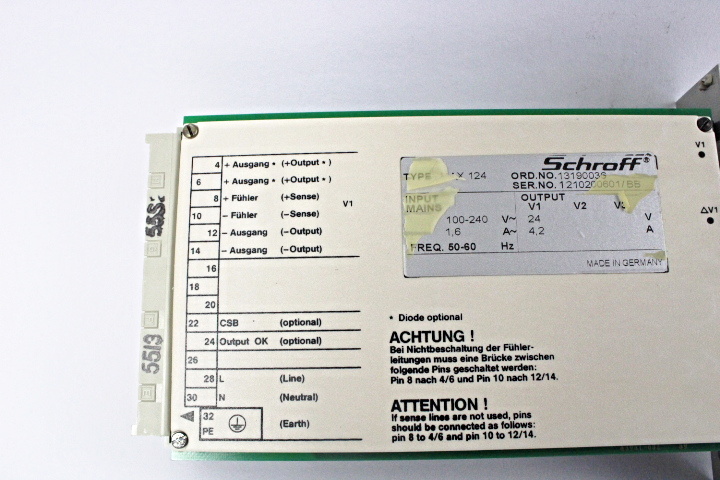 4 + Ausgang * (+Output *)
6 + Ausgang * (+Output *)
8 + Fühler (+Sense)
V1
10 – Fühler (–Sense)
12 – Ausgang (–Output)
14 – Ausgang (–Output)
16
18
20
22 CSB (optional)
24 Output OK (optional)
26
28 L (Line)
30 N (Neutral)
32
PE (Earth)
5513
Schroff®
TYPE X 124 ORD.NO.
SER.NO.
INPUT OUTPUT
MAINS V1 V2
100-240 V~ 24 V
1,6 A~ 4,2 A
FREQ. 50-60 Hz
MADE IN GERMANY
V1
△V1
* Diode optional
ACHTUNG !
Bei Nichtbeschaltung der Fühler-
leitungen muss eine Brücke zwischen
folgende Pins geschaltet werden:
Pin 8 nach 4/6 und Pin 10 nach 12/14.
ATTENTION !
If sense lines are not used, pins
should be connected as follows:
pin 8 to 4/6 and pin 10 to 12/14.